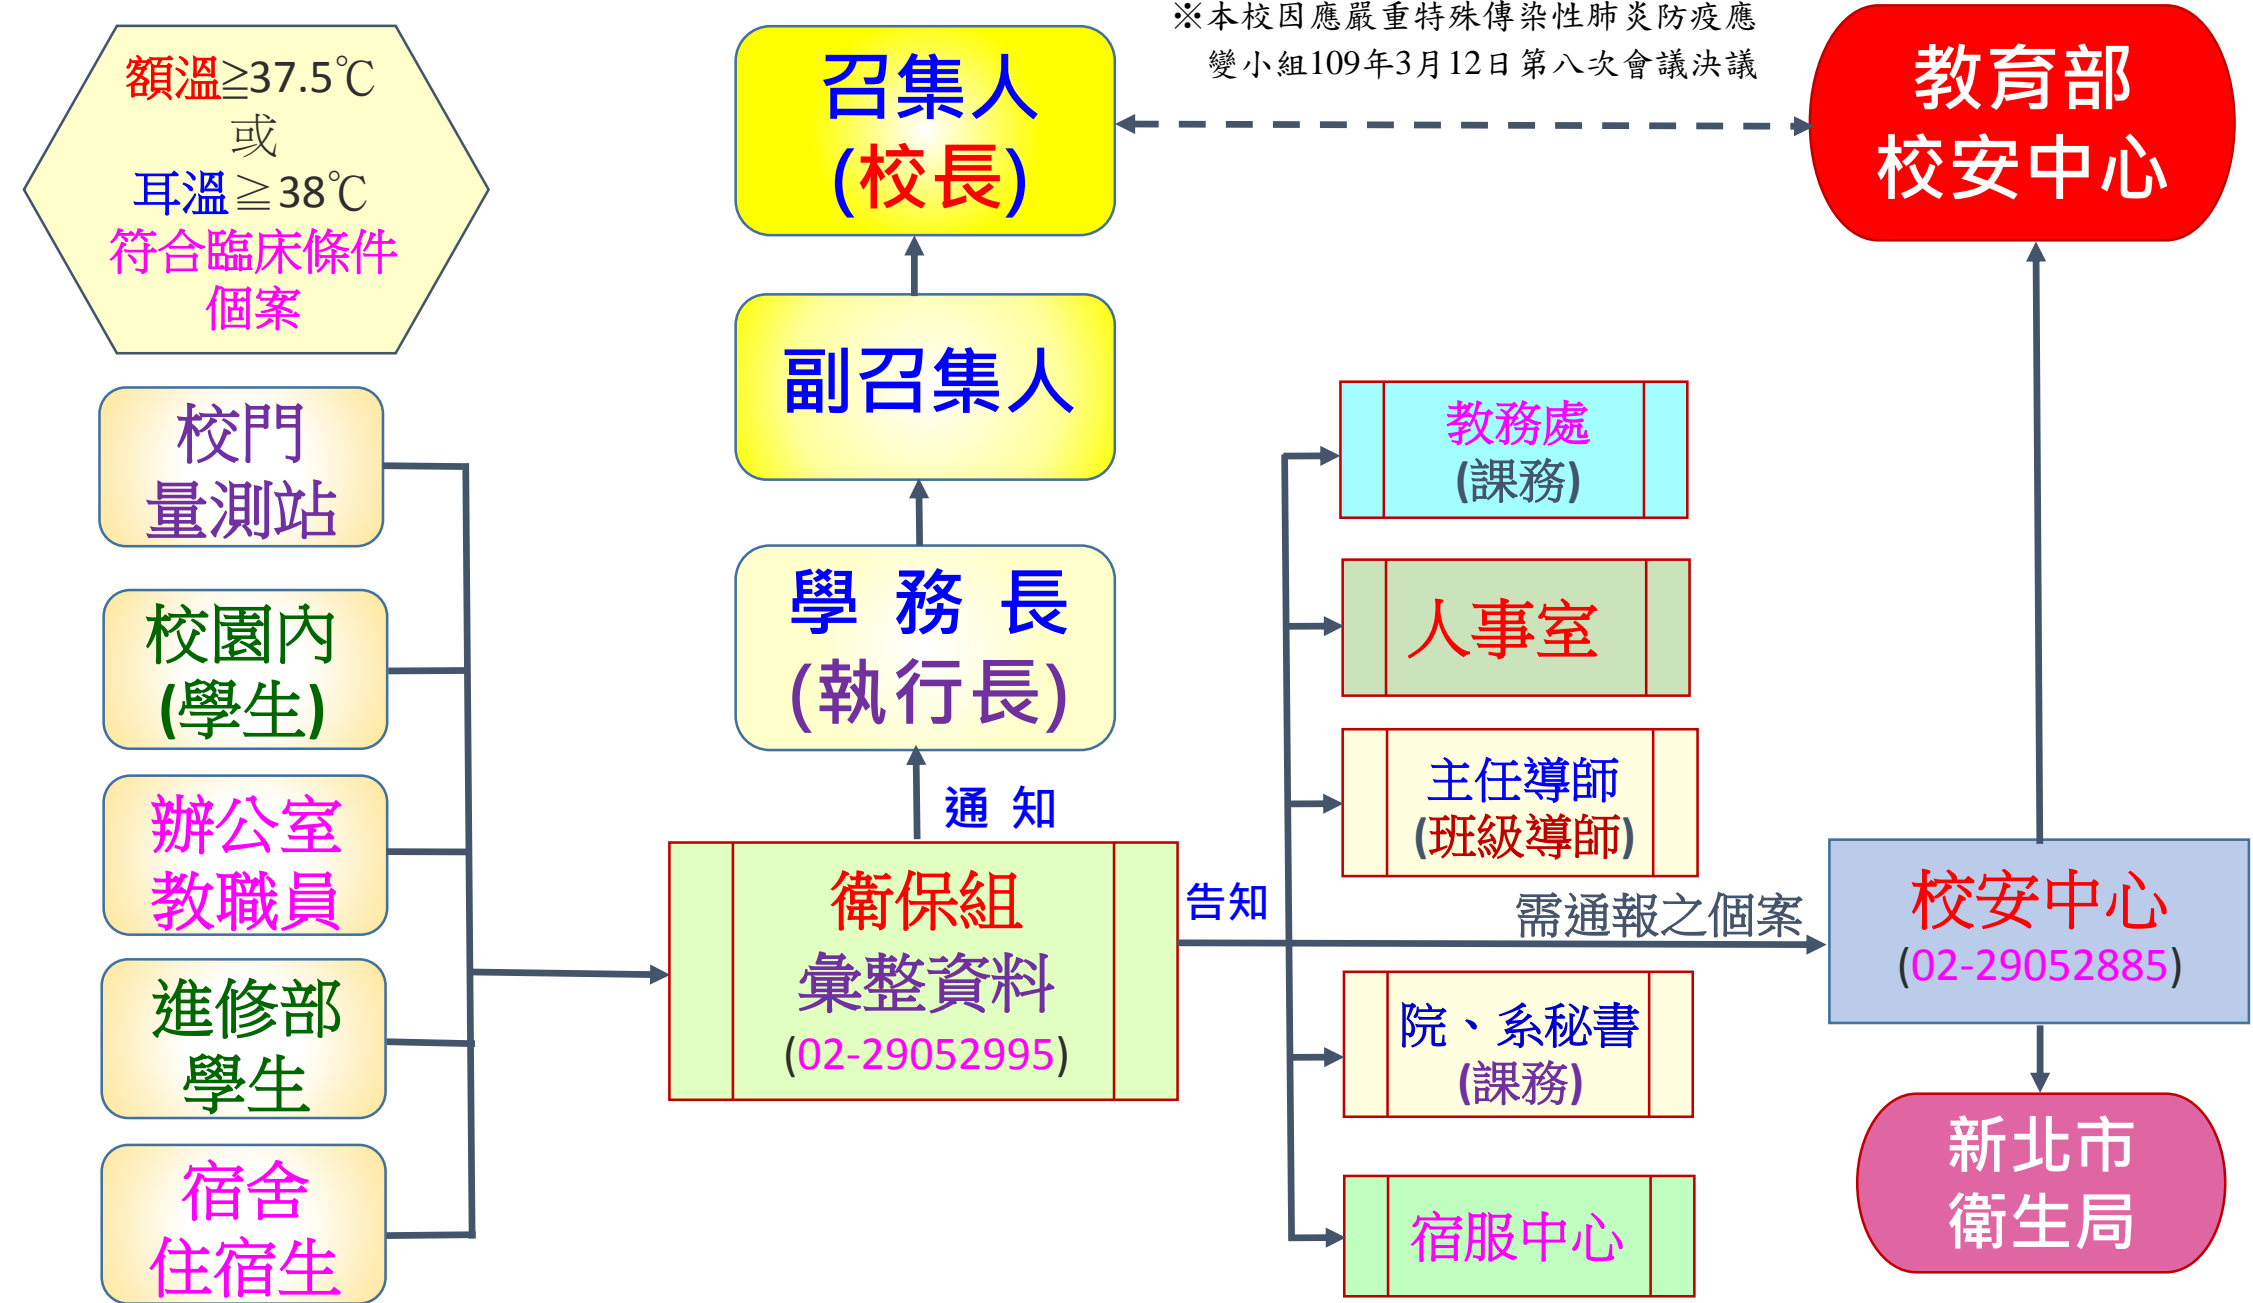 ※本校因應嚴重特殊傳染性肺炎防疫應
變小組109年3月12日第八次會議決議
額溫≧37.5℃
或
耳溫≧38℃
符合臨床條件
個案
校門
量測站
校園內
(學生)
辦公室
教職員
進修部
學生
宿舍
住宿生
召集人
(校長)
副召集人
學 務 長
(執行長)
通 知
衛保組
彙整資料
(02-29052995)
告知
教務處
(課務)
人事室
主任導師
(班級導師)
需通報之個案
院、系秘書
(課務)
宿服中心
教育部
校安中心
校安中心
(02-29052885)
新北市
衛生局